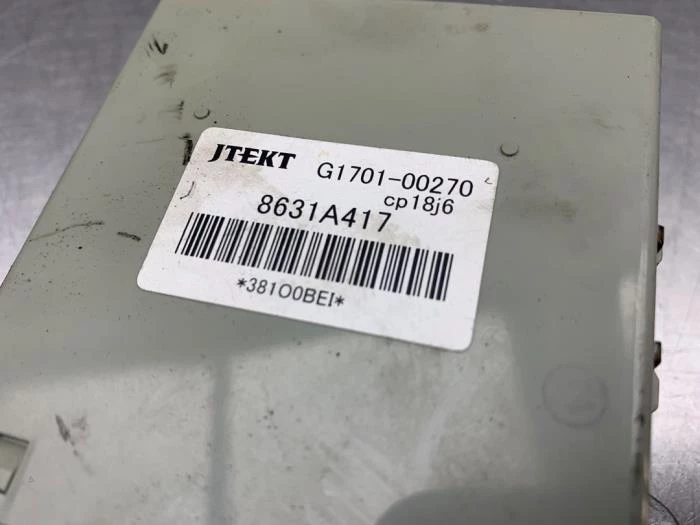 JTEKT G1701-00270
cp18j6
8631A417
*381O0BEI*